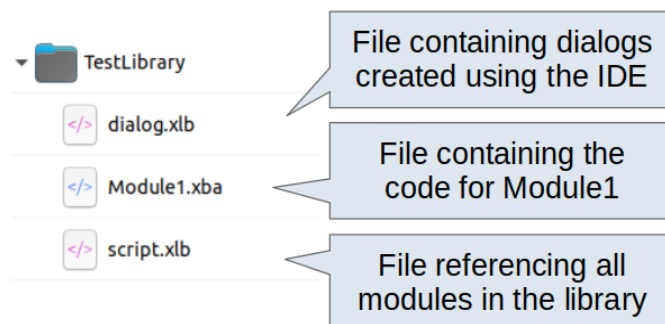 TestLibrary
dialog.xlb
Module1.xba
script.xlb
File containing dialogs
created using the IDE
File containing the
code for Module1
File referencing all
modules in the library